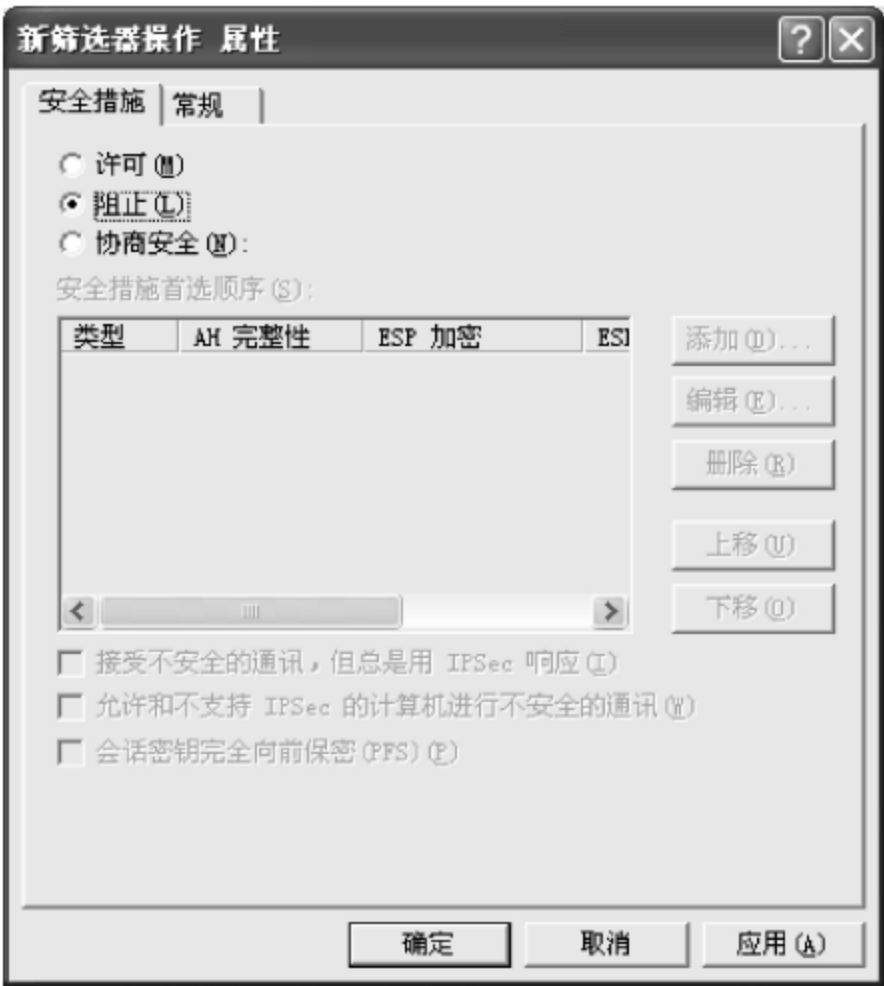 新筛选器操作 属性
安全措施 常规
许可(M)
阻止(L)
协商安全(N):
安全措施首选顺序(S):
类型 AH 完整性 ESP 加密 ESI
添加(D)...
编辑(E)...
删除(R)
上移(U)
下移(O)
接受不安全的通讯,但总是用 IPSec 响应(I)
允许和不支持 IPSec 的计算机进行不安全的通讯(W)
会话密钥完全向前保密(PFS)(P)
确定 取消 应用(A)